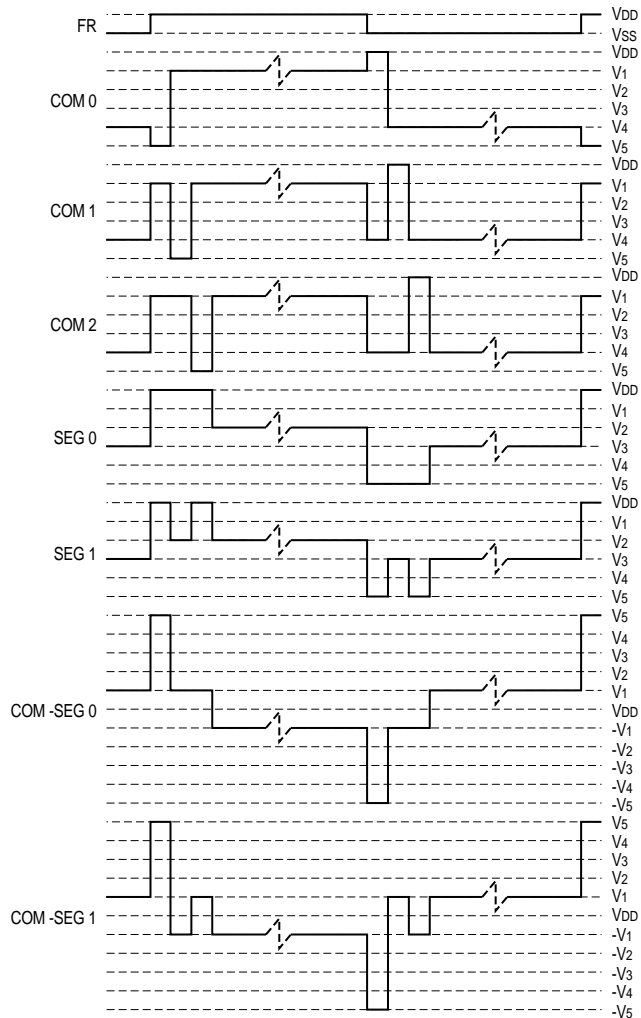 FR
VDD
VSS
COM 0
VDD
V1
V2
V3
V4
V5
COM 1
VDD
V1
V2
V3
V4
V5
COM 2
VDD
V1
V2
V3
V4
V5
SEG 0
VDD
V1
V2
V3
V4
V5
SEG 1
VDD
V1
V2
V3
V4
V5
COM -SEG 0
V5
V4
V3
V2
V1
VDD
-V1
-V2
-V3
-V4
-V5
COM -SEG 1
V5
V4
V3
V2
V1
VDD
-V1
-V2
-V3
-V4
-V5